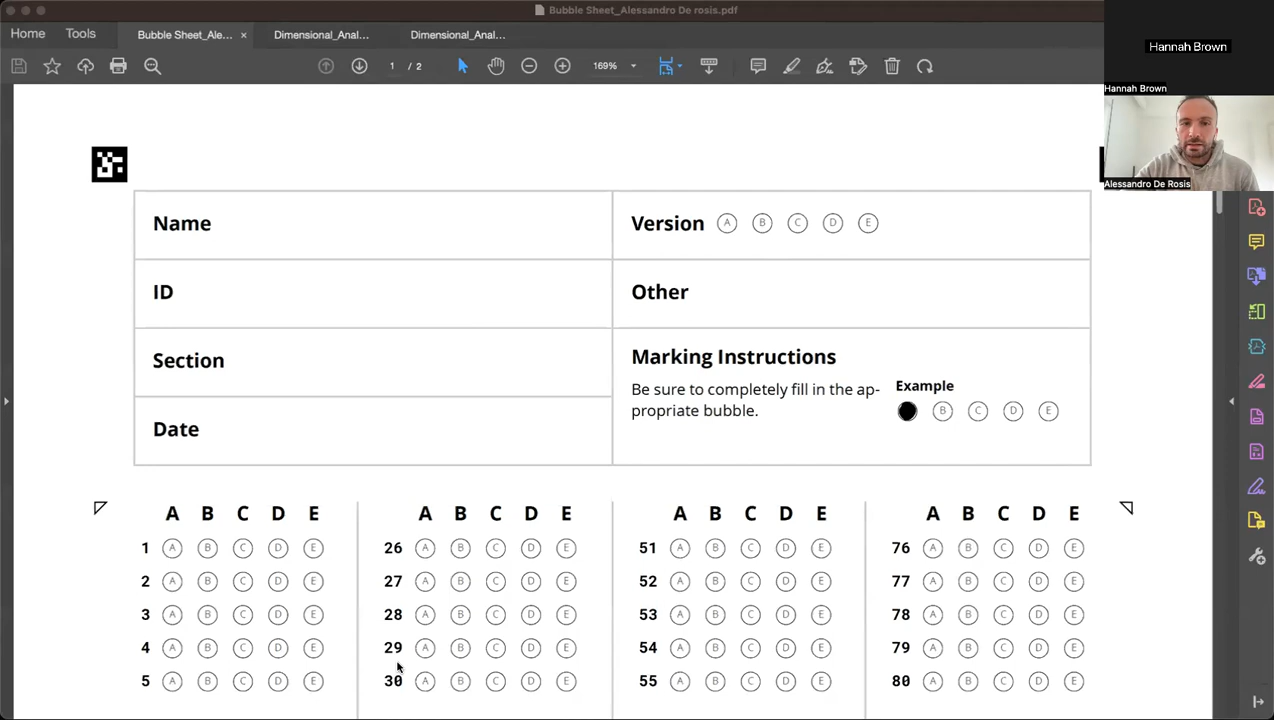 Bubble Sheet_Alessandro De rosis.pdf
Hannah Brown
Home Tools Bubble Sheet_Ale... × Dimensional_Anal... Dimensional_Anal...
1 / 2 169%
Hannah Brown
Alessandro De Rosis
Name
Version A B C D E
ID
Other
Section
Marking Instructions
Be sure to completely fill in the ap-
propriate bubble.
Example
B C D E
Date
A B C D E A B C D E A B C D E A B C D E
1 A B C D E 26 A B C D E 51 A B C D E 76 A B C D E
2 A B C D E 27 A B C D E 52 A B C D E 77 A B C D E
3 A B C D E 28 A B C D E 53 A B C D E 78 A B C D E
4 A B C D E 29 A B C D E 54 A B C D E 79 A B C D E
5 A B C D E 30 A B C D E 55 A B C D E 80 A B C D E